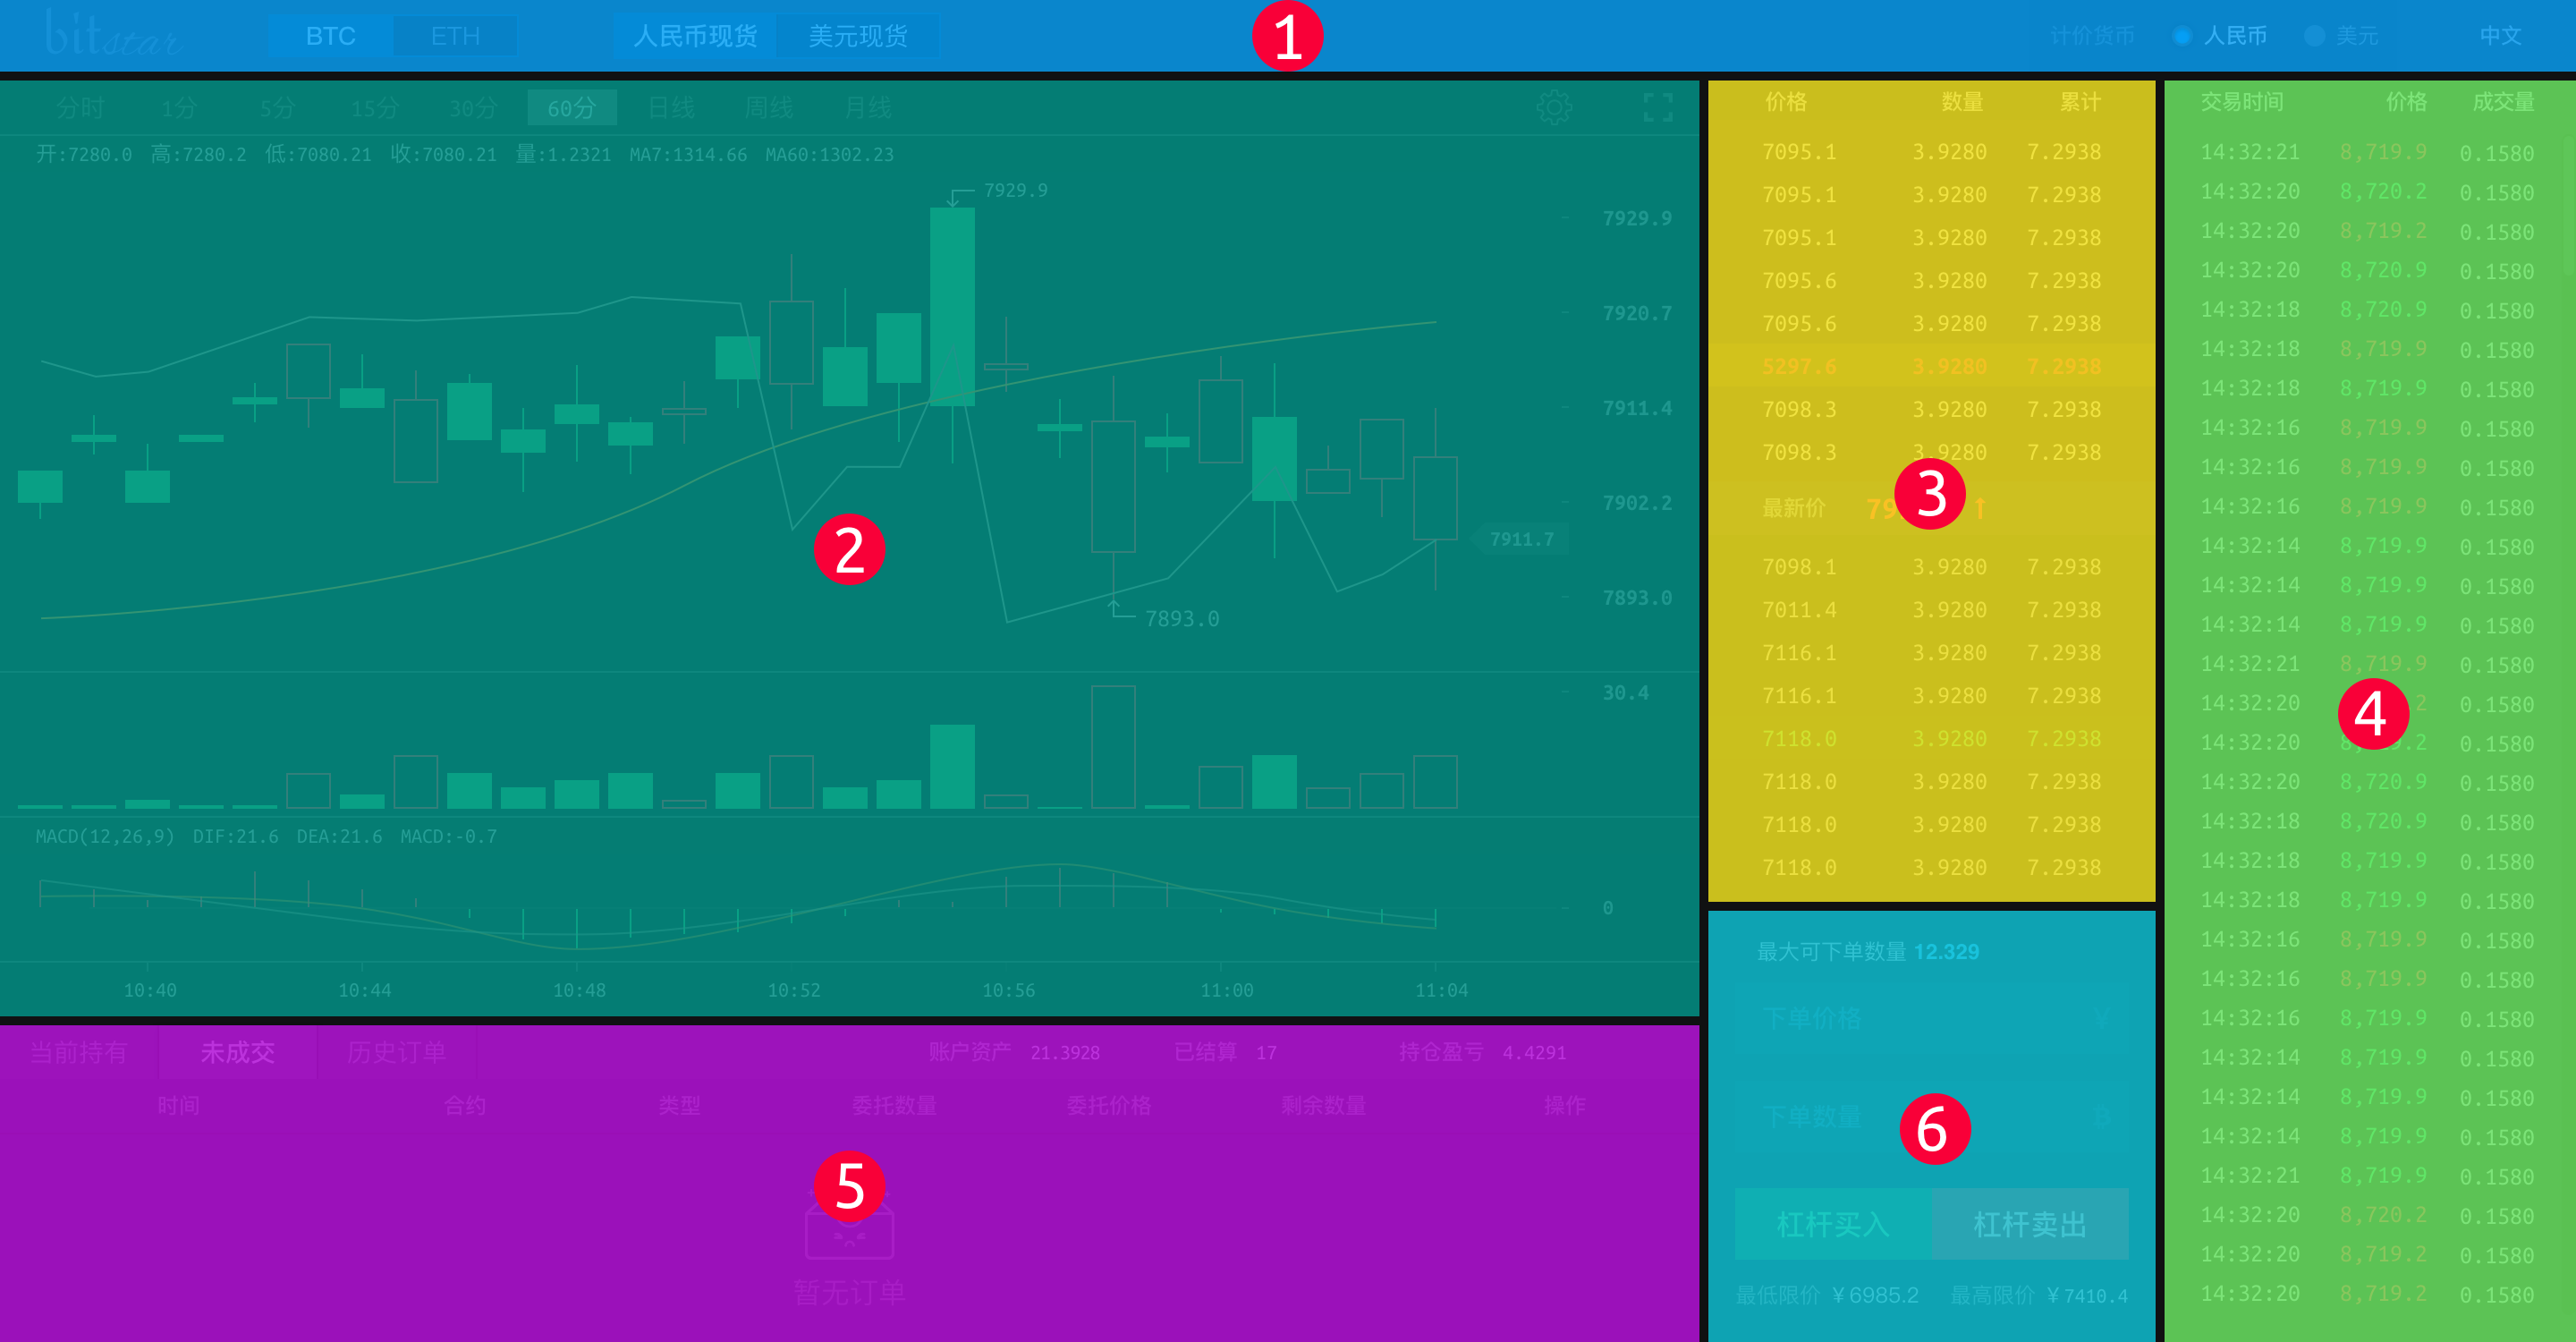 bitstar
BTC ETH 人民币现货 美元现货 1 计价货币 人民币 美元 中文
分时 1分 5分 15分 30分 60分 日线 周线 月线
开:7280.0 高:7280.2 低:7080.21 收:7080.21 量:1.2321 MA7:1314.66 MA60:1302.23
7929.9
7929.9
7920.7
7911.4
7902.2
7911.7
7893.0
7893.0
2
30.4
MACD(12,26,9) DIF:21.6 DEA:21.6 MACD:-0.7
0
10:40 10:44 10:48 10:52 10:56 11:00 11:04
价格 数量 累计
7095.1 3.9280 7.2938
7095.1 3.9280 7.2938
7095.1 3.9280 7.2938
7095.6 3.9280 7.2938
7095.6 3.9280 7.2938
5297.6 3.9280 7.2938
7098.3 3.9280 7.2938
7098.3 3.9280 7.2938
3
最新价 ↑
7098.1 3.9280 7.2938
7011.4 3.9280 7.2938
7116.1 3.9280 7.2938
7116.1 3.9280 7.2938
7118.0 3.9280 7.2938
7118.0 3.9280 7.2938
7118.0 3.9280 7.2938
7118.0 3.9280 7.2938
交易时间 价格 成交量
14:32:21 8,719.9 0.1580
14:32:20 8,720.2 0.1580
14:32:20 8,719.2 0.1580
14:32:20 8,720.9 0.1580
14:32:18 8,720.9 0.1580
14:32:18 8,719.9 0.1580
14:32:18 8,719.9 0.1580
14:32:16 8,719.9 0.1580
14:32:16 8,719.9 0.1580
14:32:16 8,719.9 0.1580
14:32:14 8,719.9 0.1580
14:32:14 8,719.9 0.1580
14:32:14 8,719.9 0.1580
14:32:21 8,719.9 0.1580
14:32:20 0.1580
4
14:32:20 0.1580
14:32:20 8,720.9 0.1580
14:32:18 8,720.9 0.1580
14:32:18 8,719.9 0.1580
14:32:18 8,719.9 0.1580
14:32:16 8,719.9 0.1580
14:32:16 8,719.9 0.1580
14:32:16 8,719.9 0.1580
14:32:14 8,719.9 0.1580
14:32:14 8,719.9 0.1580
14:32:14 8,719.9 0.1580
14:32:21 8,719.9 0.1580
14:32:20 8,720.2 0.1580
14:32:20 8,719.2 0.1580
14:32:20 8,719.2 0.1580
当前持有 未成交 历史订单 账户资产 21.3928 已结算 17 持仓盈亏 4.4291
时间 合约 类型 委托数量 委托价格 剩余数量 操作
5
暂无订单
最大可下单数量 12.329
下单价格 ¥
下单数量 B
6
杠杆买入 杠杆卖出
最低限价 ¥6985.2 最高限价 ¥7410.4